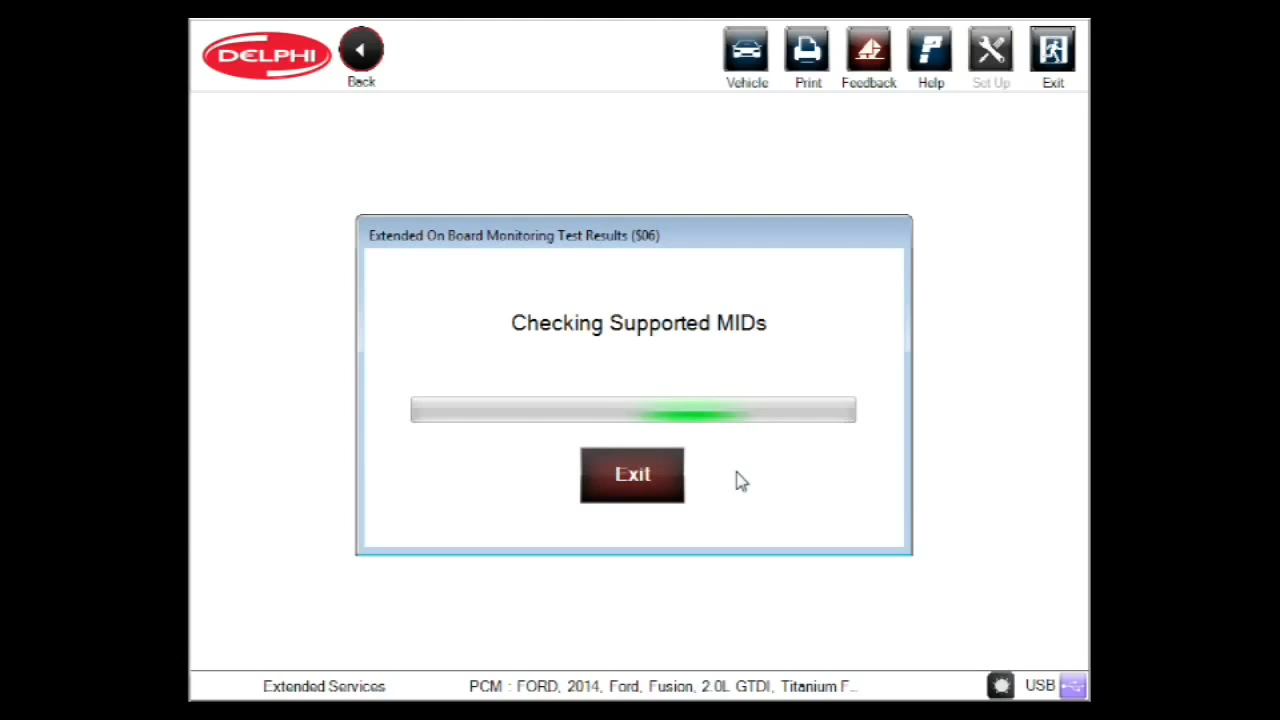 DELPHI
Back
Vehicle
Print
Feedback
Help
Set Up
Exit
Extended On Board Monitoring Test Results ($06)
Checking Supported MIDs
Exit
Extended Services
PCM : FORD, 2014, Ford, Fusion, 2.0L GTDI, Titanium F...
USB